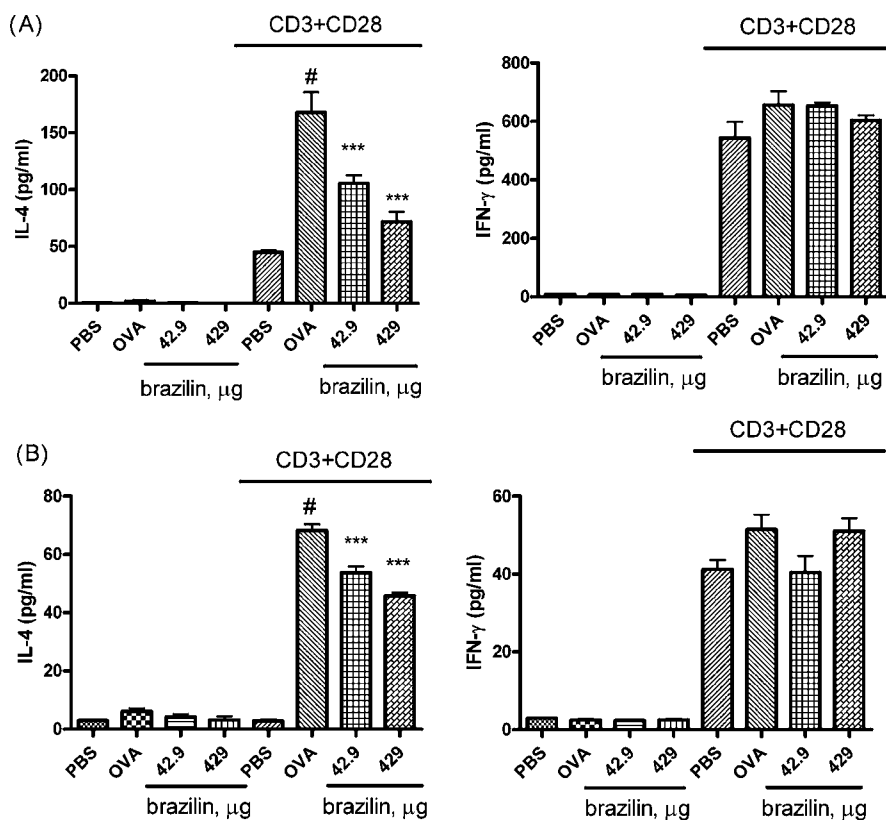 (A)
CD3+CD28
IL-4 (pg/ml)
200
150
100
50
0
#
***
***
PBS
OVA
42.9
429
PBS
OVA
42.9
429
brazilin, μg
brazilin, μg
CD3+CD28
IFN-γ (pg/ml)
800
600
400
200
0
PBS
OVA
42.9
429
PBS
OVA
42.9
429
brazilin, μg
brazilin, μg
(B)
CD3+CD28
IL-4 (pg/ml)
80
60
40
20
0
#
***
***
PBS
OVA
42.9
429
PBS
OVA
42.9
429
brazilin, μg
brazilin, μg
CD3+CD28
IFN-γ (pg/ml)
60
40
20
0
PBS
OVA
42.9
429
PBS
OVA
42.9
429
brazilin, μg
brazilin, μg